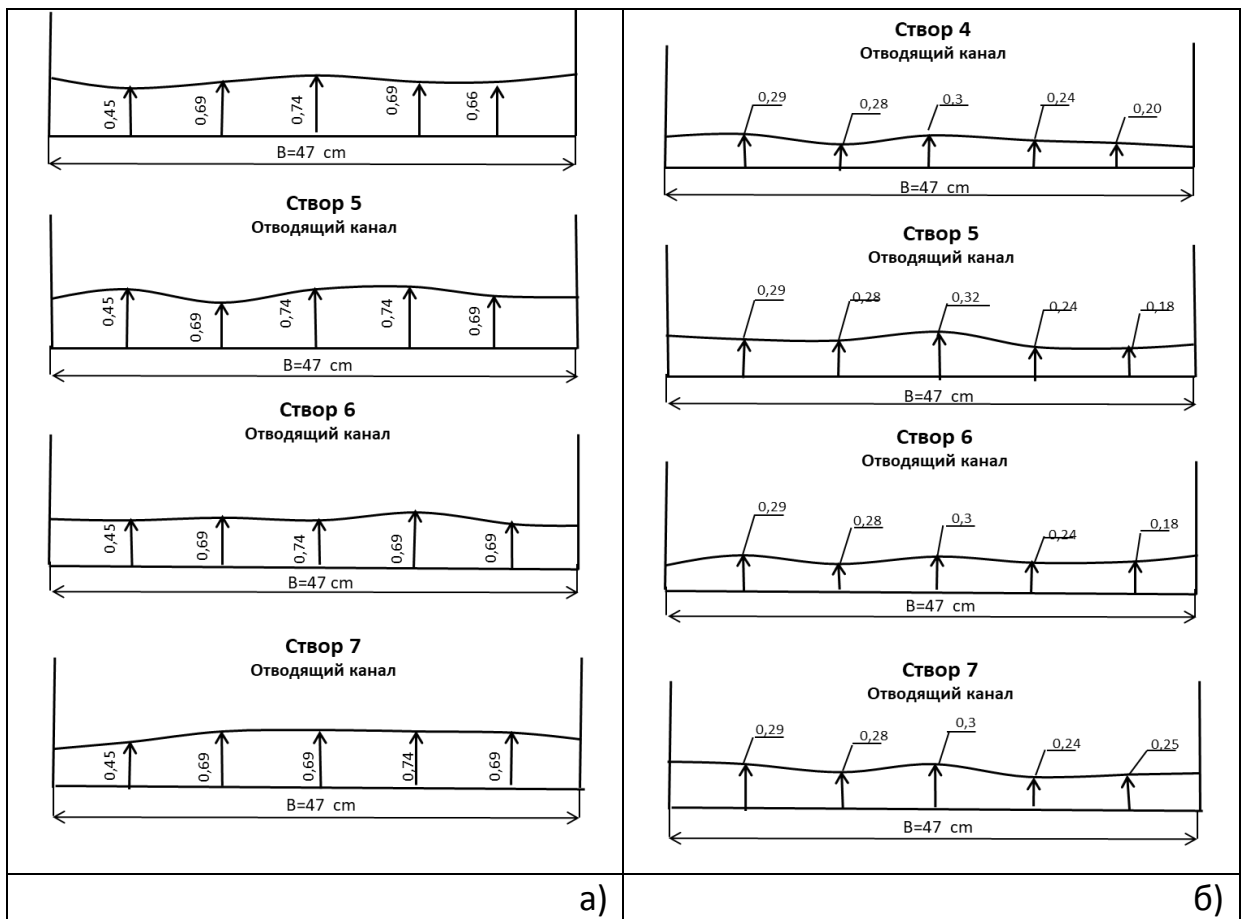 0,45 0,69 0,74 0,69 0,66
B=47 cm
Створ 5
Отводящий канал
0,45 0,69 0,74 0,74 0,69
B=47 cm
Створ 6
Отводящий канал
0,45 0,69 0,74 0,69 0,69
B=47 cm
Створ 7
Отводящий канал
0,45 0,69 0,69 0,74 0,69
B=47 cm
а)
Створ 4
Отводящий канал
0,29 0,28 0,3 0,24 0,20
B=47 cm
Створ 5
Отводящий канал
0,29 0,28 0,32 0,24 0,18
B=47 cm
Створ 6
Отводящий канал
0,29 0,28 0,3 0,24 0,18
B=47 cm
Створ 7
Отводящий канал
0,29 0,28 0,3 0,24 0,25
B=47 cm
б)